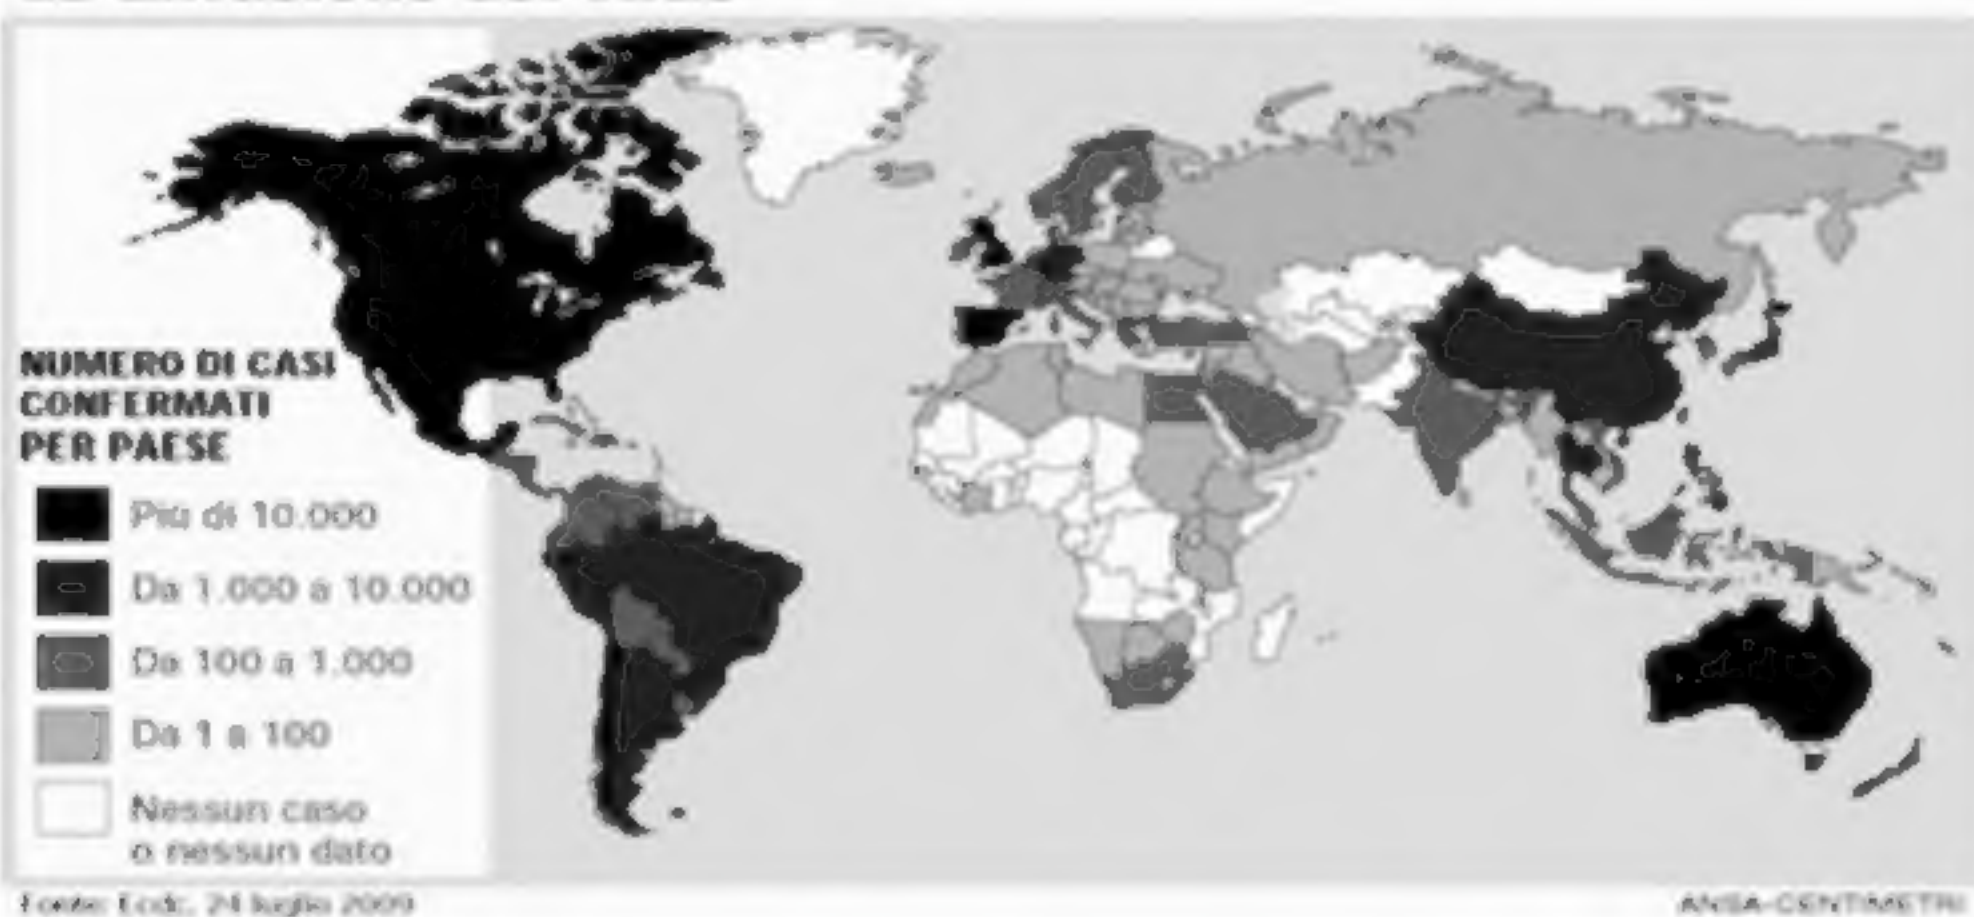 NUMERO DI CASI
CONFERMATI
PER PAESE
Più di 10.000
Da 1.000 a 10.000
Da 100 a 1.000
Da 1 a 100
Nessun caso
o nessun dato
Fonte: Ecdc, 24 luglio 2009
ANSA-CENTIMETRI